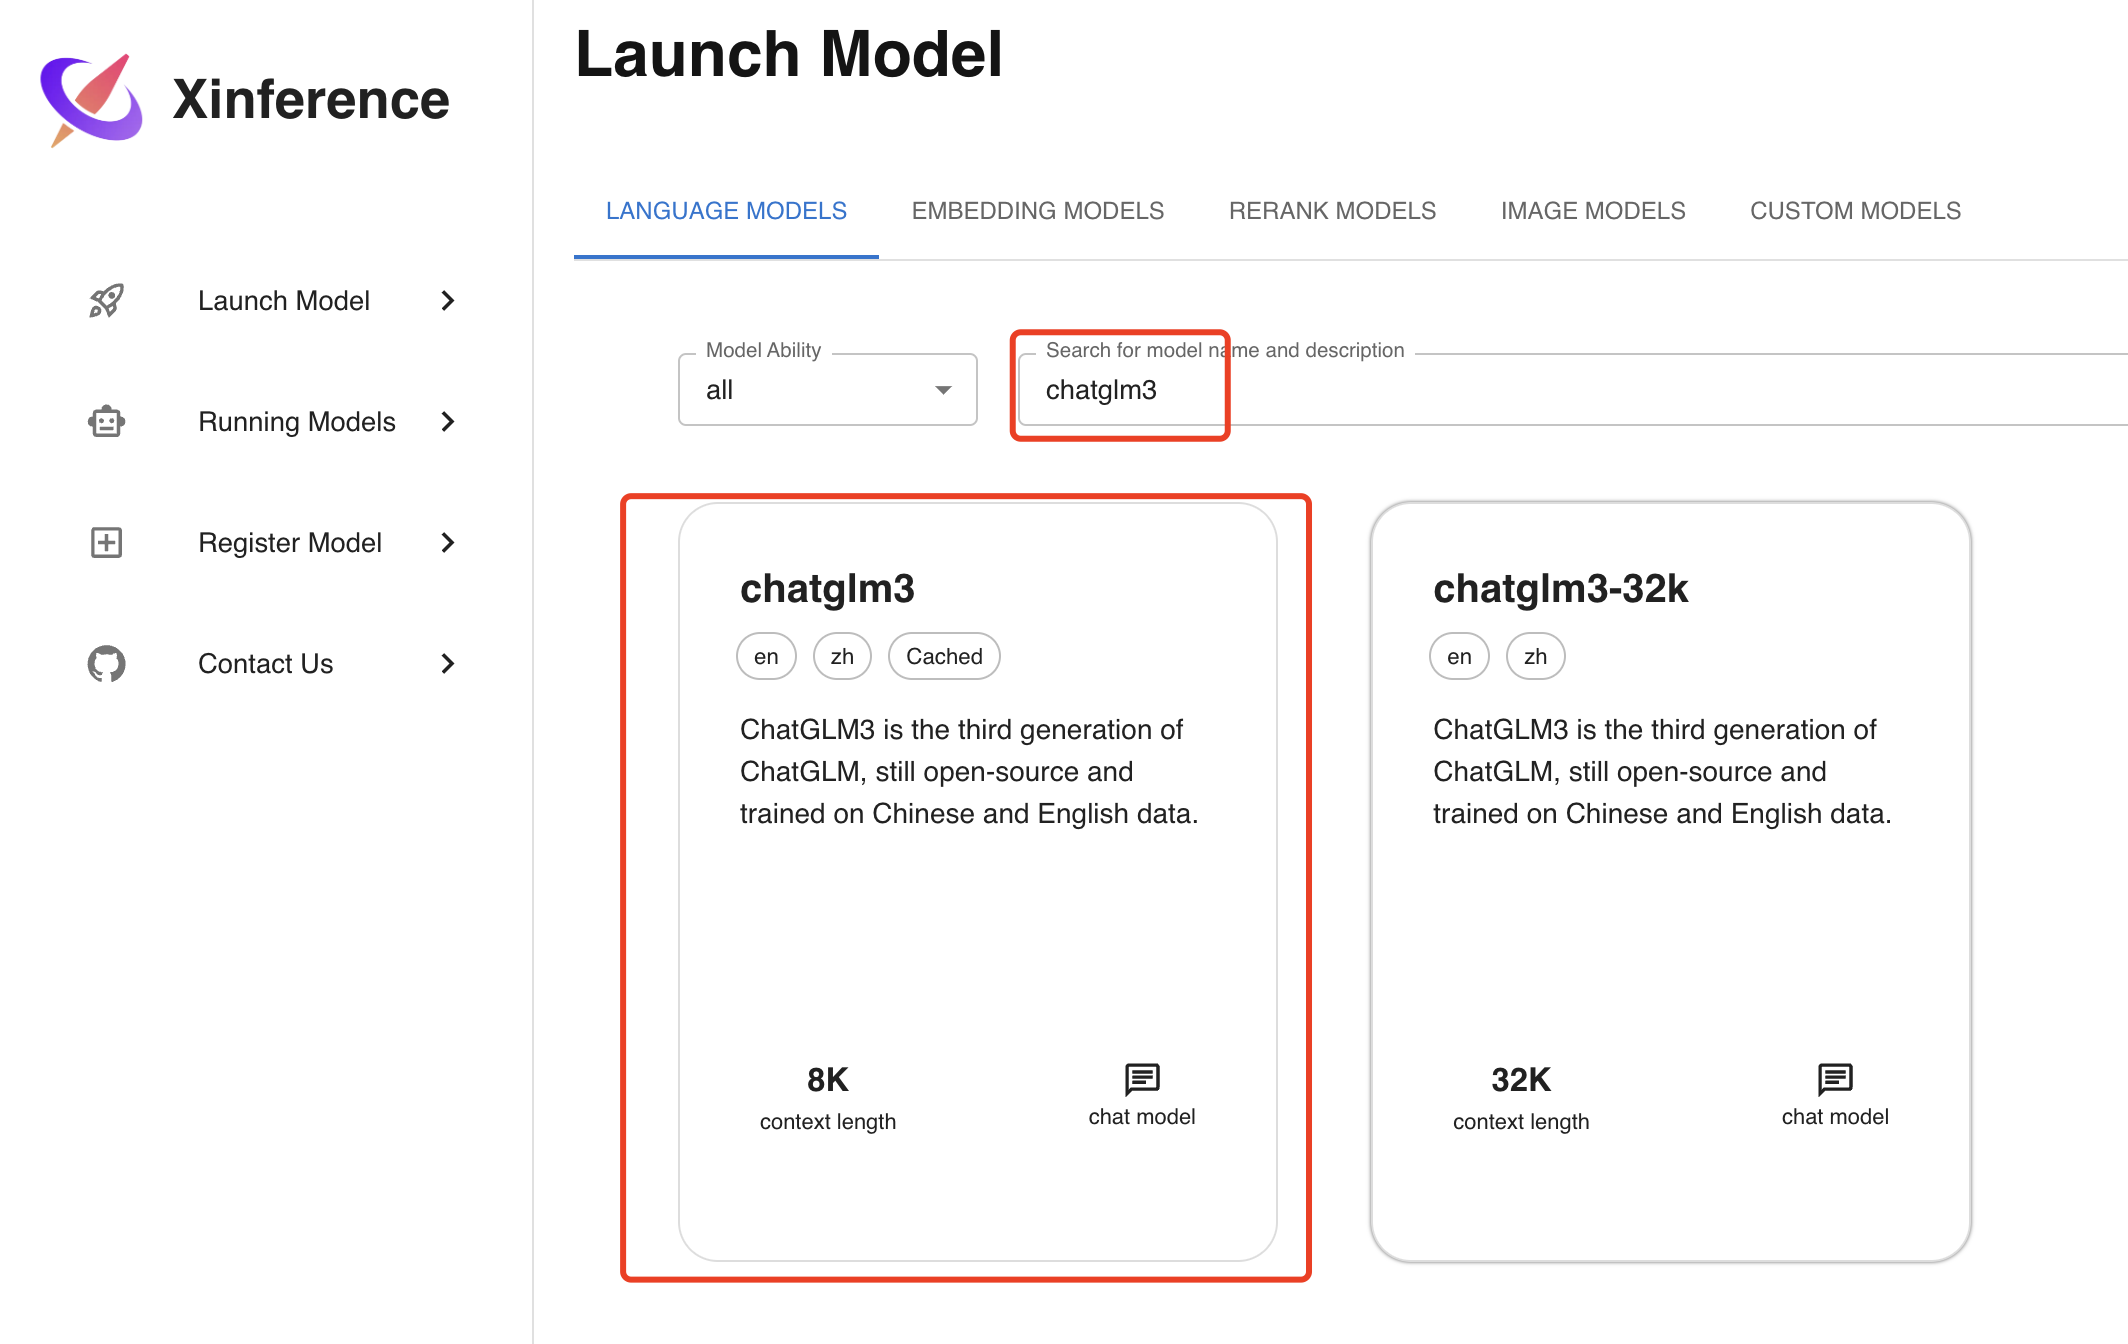 Xinference
Launch Model
Running Models
Register Model
Contact Us
Launch Model
LANGUAGE MODELS
EMBEDDING MODELS
RERANK MODELS
IMAGE MODELS
CUSTOM MODELS
Model Ability
all
Search for model name and description
chatglm3
chatglm3
en
zh
Cached
ChatGLM3 is the third generation of
ChatGLM, still open-source and
trained on Chinese and English data.
8K
context length
chat model
chatglm3-32k
en
zh
ChatGLM3 is the third generation of
ChatGLM, still open-source and
trained on Chinese and English data.
32K
context length
chat model